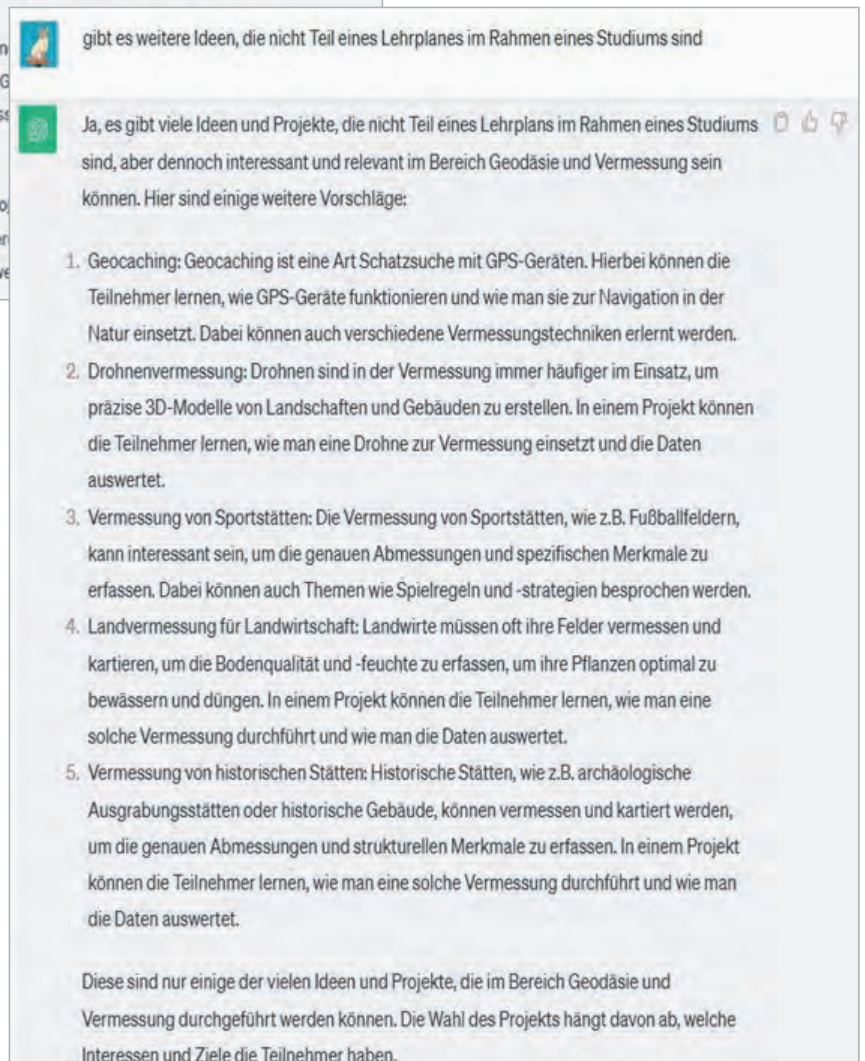 gibt es weitere Ideen, die nicht Teil eines Lehrplanes im Rahmen eines Studiums sind
Ja, es gibt viele Ideen und Projekte, die nicht Teil eines Lehrplans im Rahmen eines Studiums
sind, aber dennoch interessant und relevant im Bereich Geodäsie und Vermessung sein
können. Hier sind einige weitere Vorschläge:
1. Geocaching: Geocaching ist eine Art Schatzsuche mit GPS-Geräten. Hierbei können die
Teilnehmer lernen, wie GPS-Geräte funktionieren und wie man sie zur Navigation in der
Natur einsetzt. Dabei können auch verschiedene Vermessungstechniken erlernt werden.
2. Drohnenvermessung: Drohnen sind in der Vermessung immer häufiger im Einsatz, um
präzise 3D-Modelle von Landschaften und Gebäuden zu erstellen. In einem Projekt können
die Teilnehmer lernen, wie man eine Drohne zur Vermessung einsetzt und die Daten
auswertet.
3. Vermessung von Sportstätten: Die Vermessung von Sportstätten, wie z.B. Fußballfeldern,
kann interessant sein, um die genauen Abmessungen und spezifischen Merkmale zu
erfassen. Dabei können auch Themen wie Spielregeln und -strategien besprochen werden.
4. Landvermessung für Landwirtschaft: Landwirte müssen oft ihre Felder vermessen und
kartieren, um die Bodenqualität und -feuchte zu erfassen, um ihre Pflanzen optimal zu
bewässern und düngen. In einem Projekt können die Teilnehmer lernen, wie man eine
solche Vermessung durchführt und wie man die Daten auswertet.
5. Vermessung von historischen Stätten: Historische Stätten, wie z.B. archäologische
Ausgrabungsstätten oder historische Gebäude, können vermessen und kartiert werden,
um die genauen Abmessungen und strukturellen Merkmale zu erfassen. In einem Projekt
können die Teilnehmer lernen, wie man eine solche Vermessung durchführt und wie man
die Daten auswertet.
Diese sind nur einige der vielen Ideen und Projekte, die im Bereich Geodäsie und
Vermessung durchgeführt werden können. Die Wahl des Projekts hängt davon ab, welche
Interessen und Ziele die Teilnehmer haben.